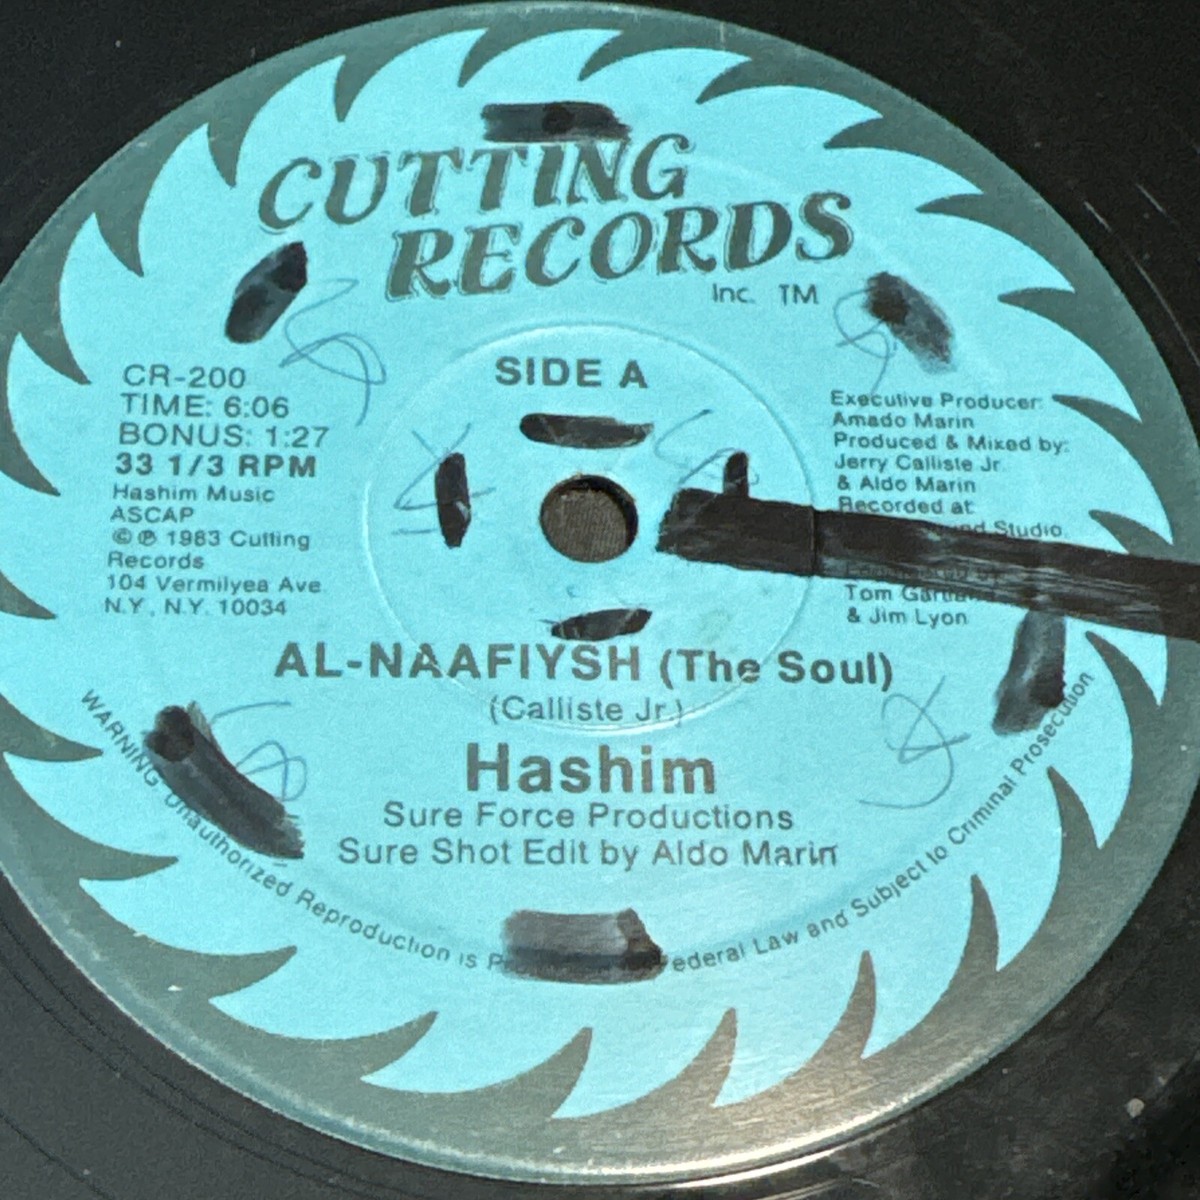 CUTTING
RECORDS
Inc. TM
SIDE A
CR-200
TIME: 6:06
BONUS: 1:27
33 1/3 RPM
Hashim Music
ASCAP
© ℗ 1983 Cutting
Records
104 Vermilyea Ave.
N.Y., N.Y. 10034
Executive Producer:
Amado Marin
Produced & Mixed by:
Jerry Calliste Jr.
& Aldo Marin
Recorded at:
Studio.
Tom
& Jim Lyon
AL-NAAFIYSH (The Soul)
(Calliste Jr.)
Hashim
Sure Force Productions
Sure Shot Edit by Aldo Marin
WARNING: Unauthorized Reproduction is Federal Law and Subject to Criminal Prosecution